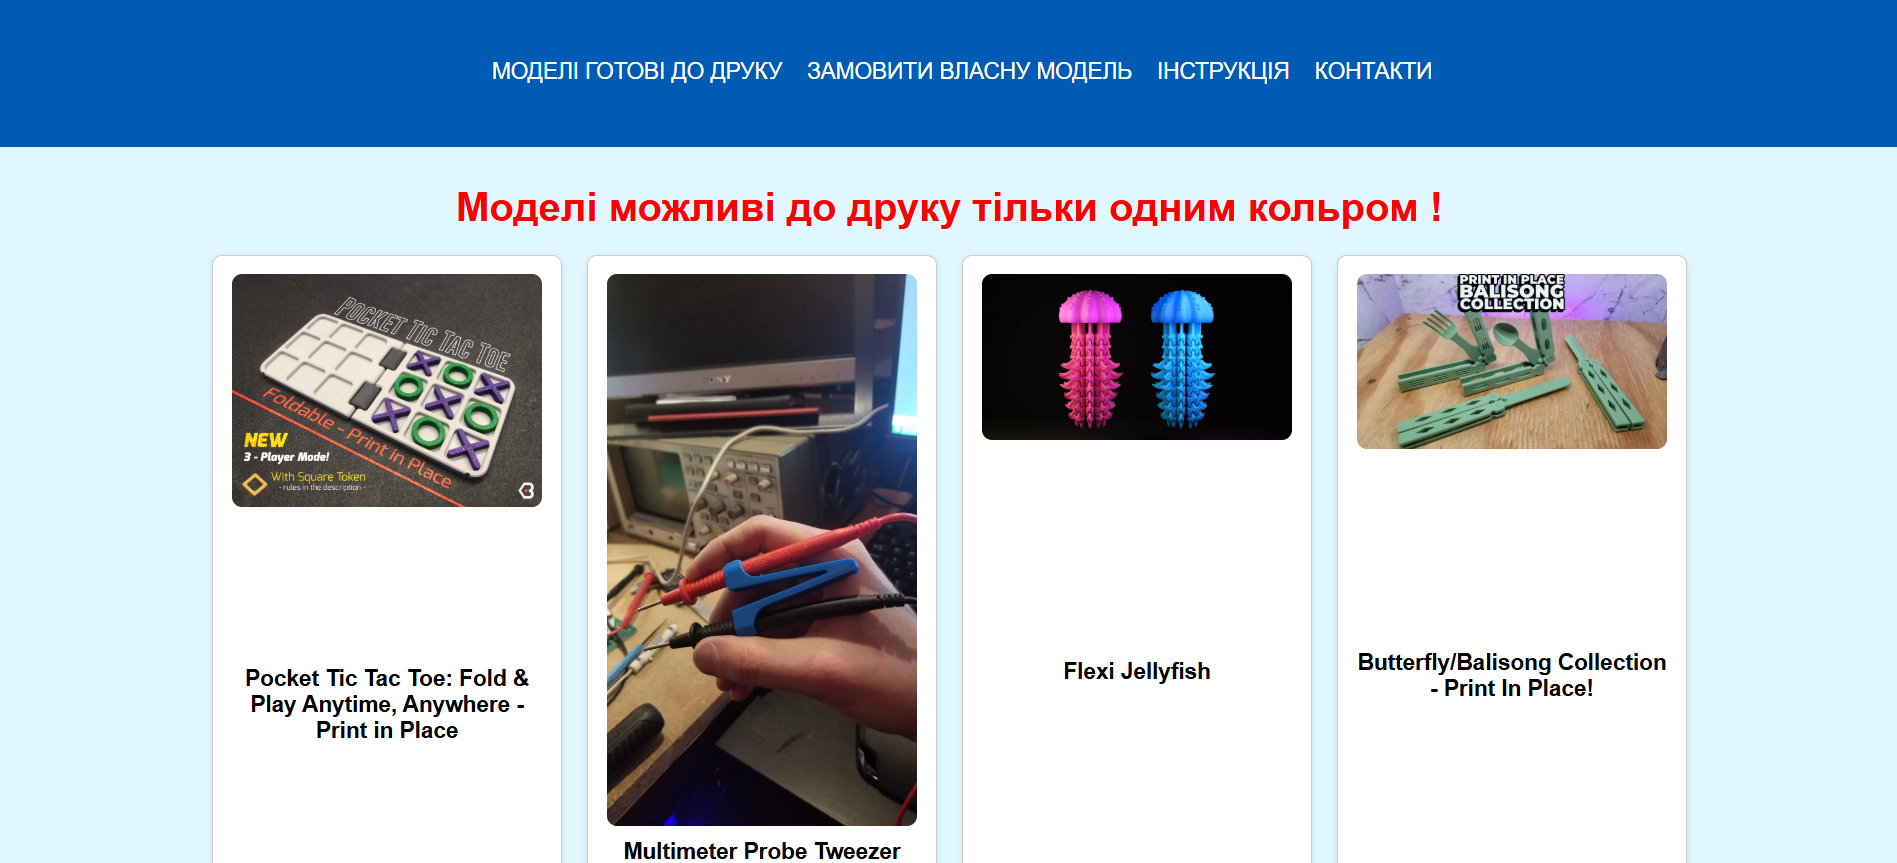 МОДЕЛІ ГОТОВІ ДО ДРУКУ ЗАМОВИТИ ВЛАСНУ МОДЕЛЬ ІНСТРУКЦІЯ КОНТАКТИ
Моделі можливі до друку тільки одним кольром !
POCKET TIC TAC TOE
Foldable - Print in Place
NEW
3 - Player Mode!
With Square Token
- rules in the description -
Pocket Tic Tac Toe: Fold &
Play Anytime, Anywhere -
Print in Place
SONY
Multimeter Probe Tweezer
Flexi Jellyfish
PRINT IN PLACE
BALISONG
COLLECTION
Butterfly/Balisong Collection
- Print In Place!